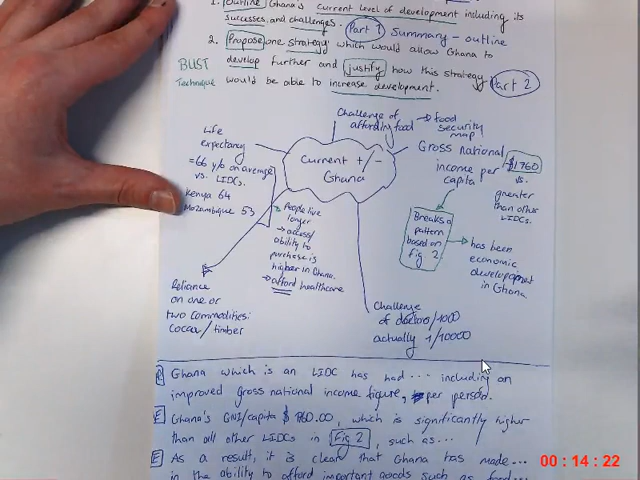 1. Outline Ghana's current level of development including its
successes and challenges. Part 1 Summary - outline
2. Propose one strategy which would allow Ghana to
develop further and justify how this strategy Part 2
would be able to increase development.
BUST
Technique
Current +/-
Ghana
Life
expectancy
=66 y/o on average
vs. LIDCs.
Kenya 64
Mozambique 53
People live
longer
→ access/
ability to
purchase is
higher in Ghana.
→ afford healthcare
Challenge of
affording food
→ food
security
map
Gross national
income per
capita
$1760
vs.
greater
than other
LIDCs.
Breaks a
pattern
based on
fig 2
→ has been
economic
development
in Ghana
Reliance
on one or
two commodities:
cocoa/timber
Challenge
of doctors/1000
actually 1/10000
P Ghana which is an LIDC has had ... including an
improved gross national income figure, per person.
E Ghana's GNI/capita $1760.00, which is significantly higher
than all other LIDCs in Fig 2, such as...
E As a result, it is clear that Ghana has made...
in the ability to afford important goods such as food...
00:14:22